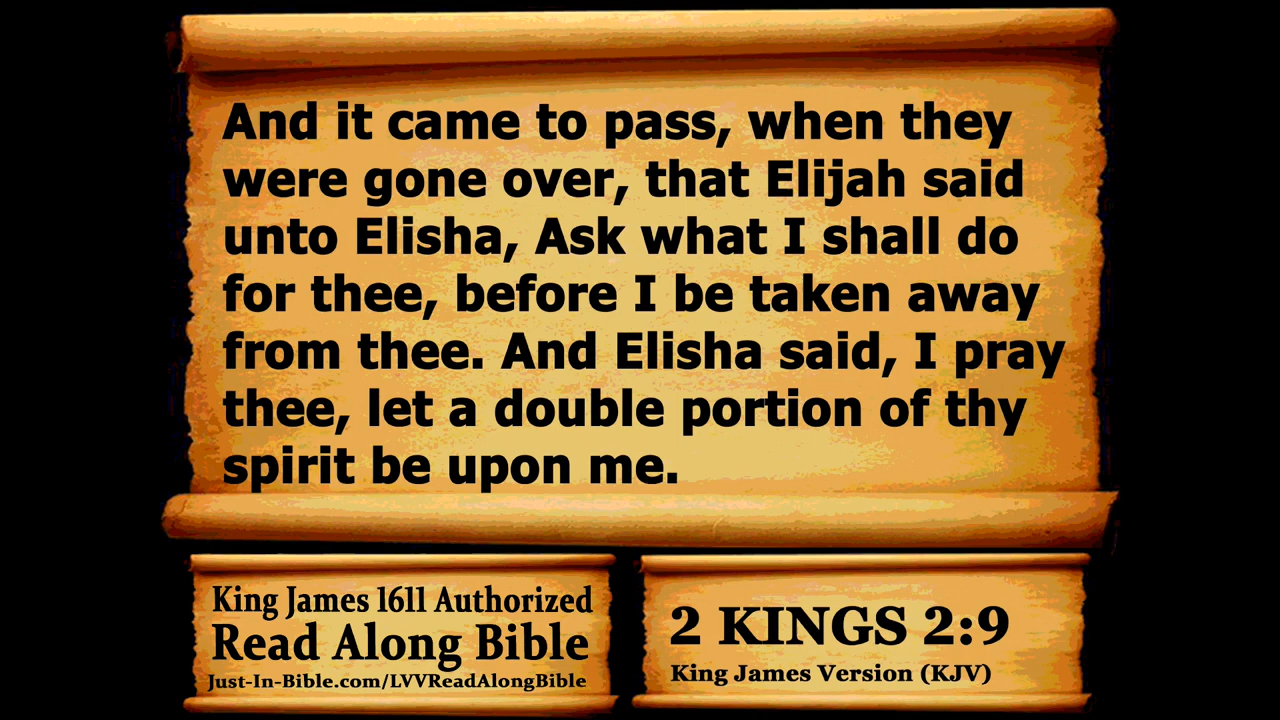 And it came to pass, when they
were gone over, that Elijah said
unto Elisha, Ask what I shall do
for thee, before I be taken away
from thee. And Elisha said, I pray
thee, let a double portion of thy
spirit be upon me.
King James 1611 Authorized
Read Along Bible
Just-In-Bible.com/LVVReadAlongBible
2 KINGS 2:9
King James Version (KJV)